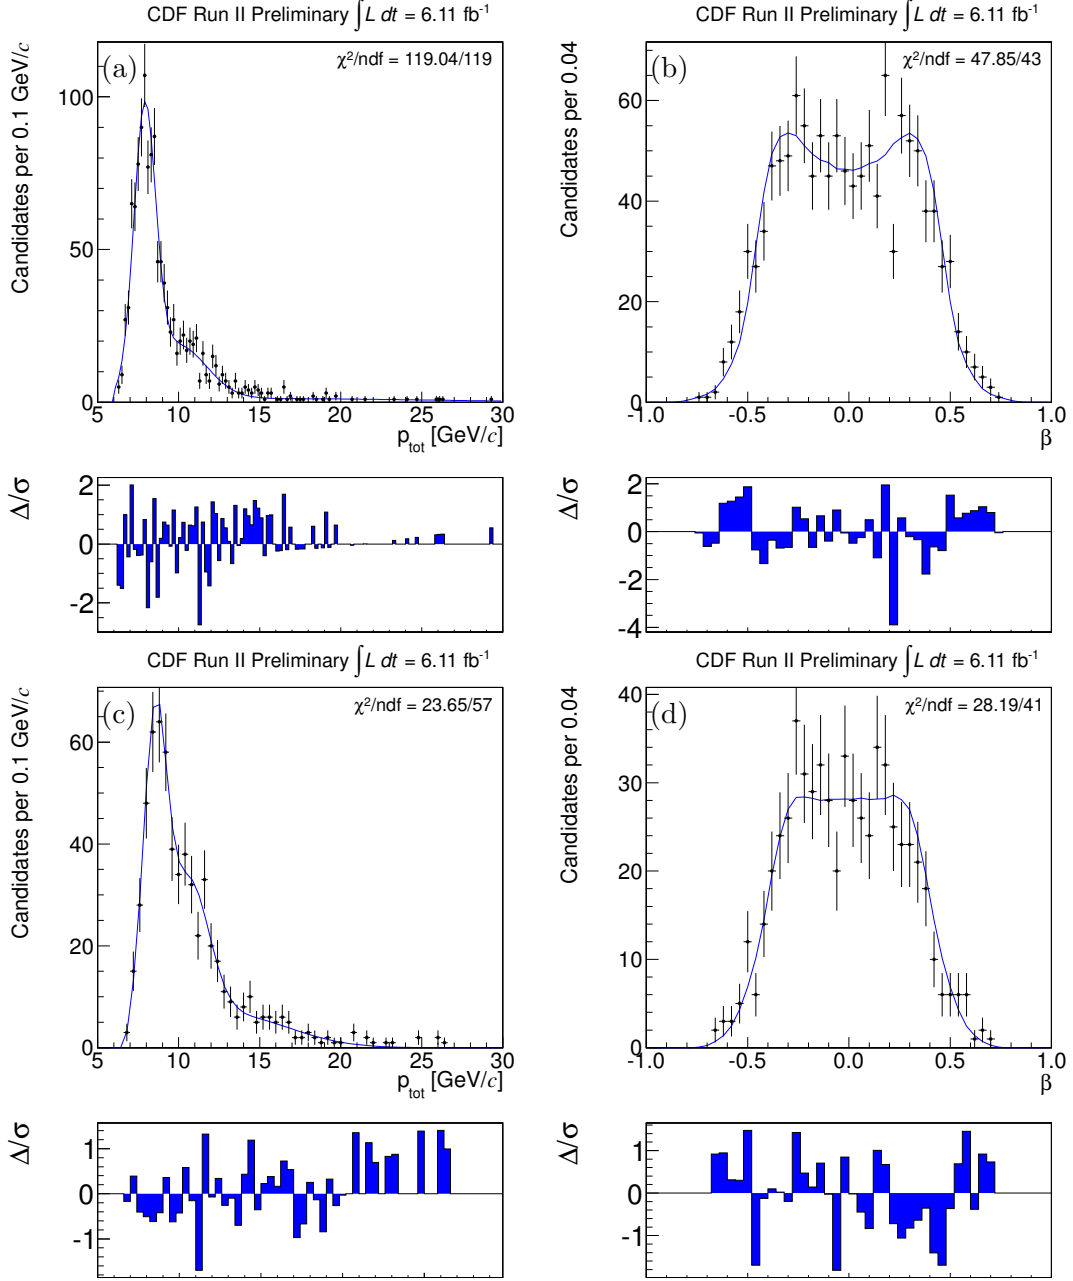 CDF Run II Preliminary ∫L dt = 6.11 fb⁻¹
(a)
χ²/ndf = 119.04/119
Candidates per 0.1 GeV/c
100
50
0
5 10 15 20 25 30
p_tot [GeV/c]
Δ/σ
2
0
-2
CDF Run II Preliminary ∫L dt = 6.11 fb⁻¹
(b)
χ²/ndf = 47.85/43
Candidates per 0.04
60
40
20
0
-1.0 -0.5 0.0 0.5 1.0
β
Δ/σ
2
0
-2
-4
CDF Run II Preliminary ∫L dt = 6.11 fb⁻¹
(c)
χ²/ndf = 23.65/57
Candidates per 0.1 GeV/c
60
40
20
0
5 10 15 20 25 30
p_tot [GeV/c]
Δ/σ
1
0
-1
CDF Run II Preliminary ∫L dt = 6.11 fb⁻¹
(d)
χ²/ndf = 28.19/41
Candidates per 0.04
40
30
20
10
0
-1.0 -0.5 0.0 0.5 1.0
β
Δ/σ
1
0
-1